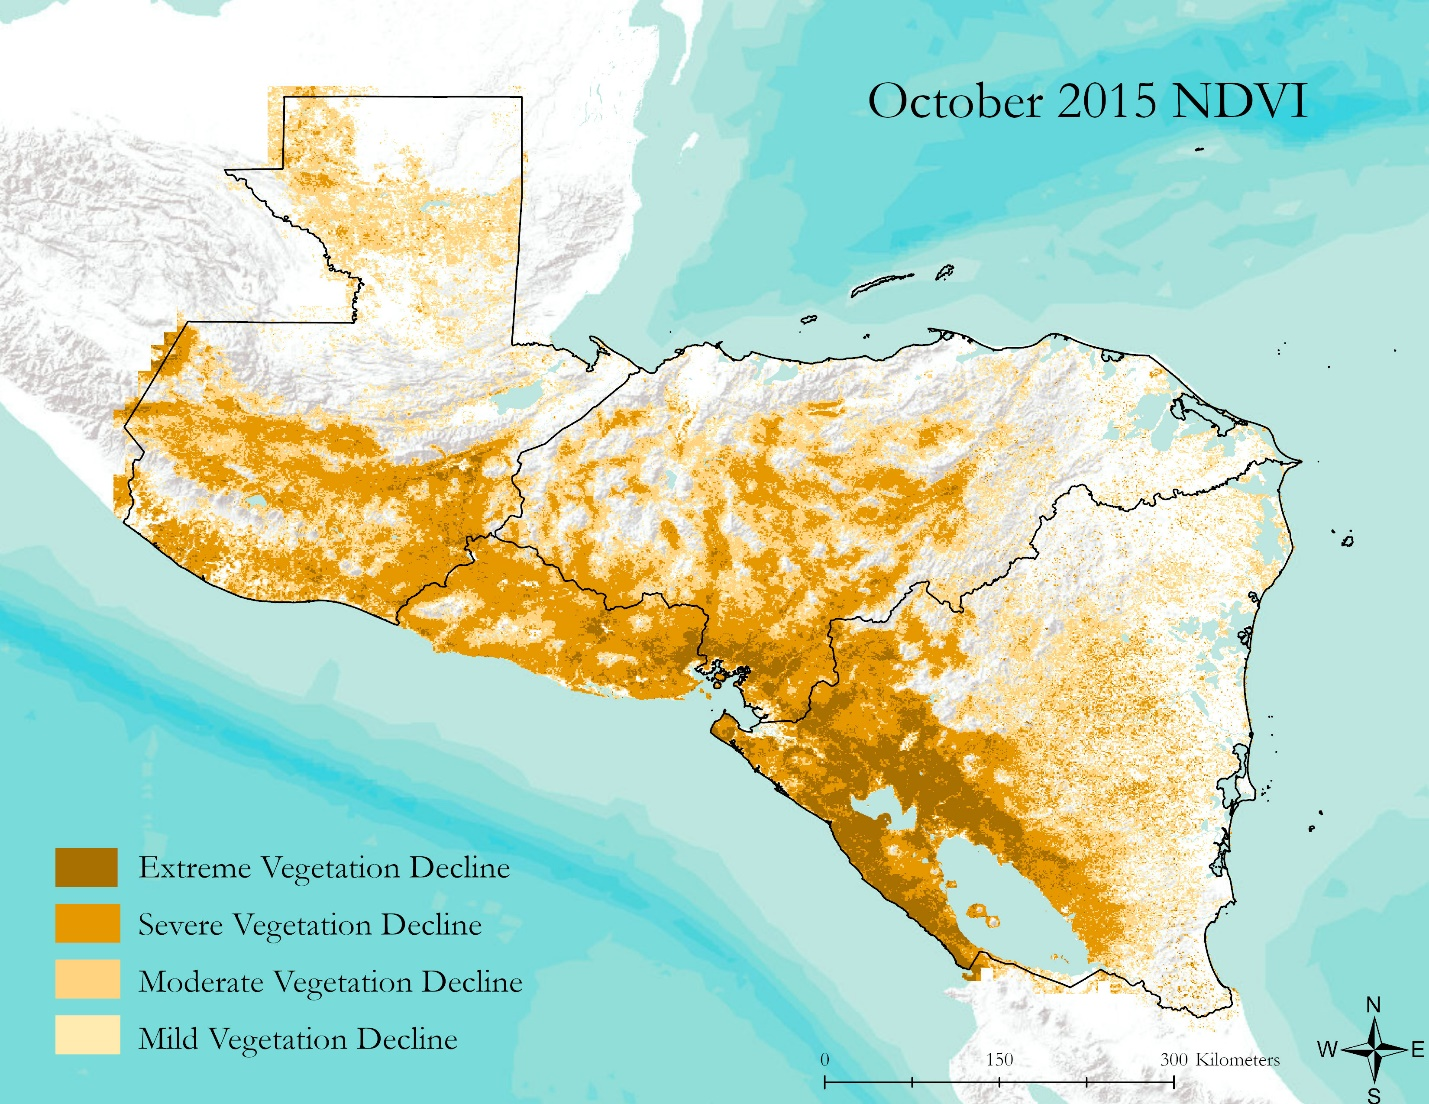 October 2015 NDVI
Extreme Vegetation Decline
Severe Vegetation Decline
Moderate Vegetation Decline
Mild Vegetation Decline
0 150 300 Kilometers
N
W E
S